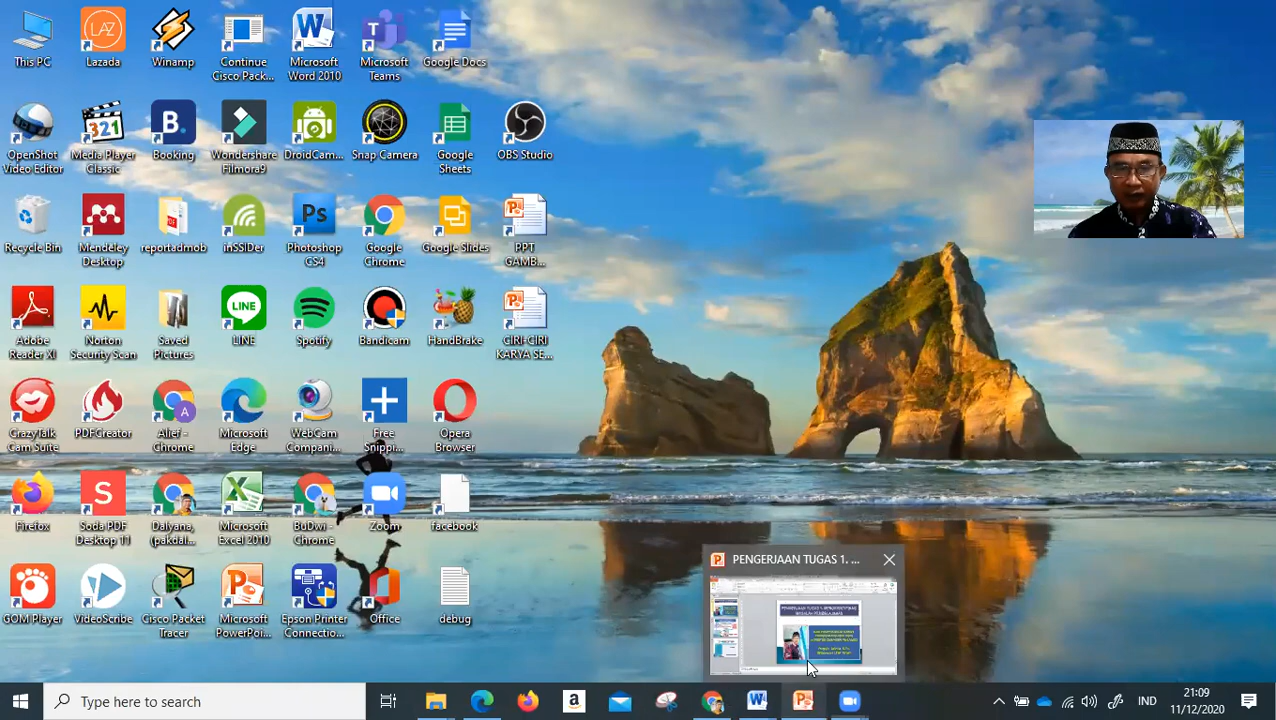 This PC
Lazada
Winamp
Continue
Cisco Pack...
Microsoft
Word 2010
Microsoft
Teams
Google Docs
OpenShot
Video Editor
Media Player
Classic
Booking
Wondershare
Filmora9
DroidCam...
Snap Camera
Google
Sheets
OBS Studio
Recycle Bin
Mendeley
Desktop
reportadmob
inSSIDer
Photoshop
CS4
Google
Chrome
Google Slides
PPT
GAMB...
Adobe
Reader XI
Norton
Security Scan
Saved
Pictures
LINE
Spotify
Bandicam
HandBrake
CIRI-CIRI
KARYA SE...
CrazyTalk
Cam Suite
PDFCreator
Alief -
Chrome
Microsoft
Edge
WebCam
Compani...
Free
Snippi...
Opera
Browser
Firefox
Soda PDF
Desktop 11
Dalyana,
(pakdai...
Microsoft
Excel 2010
BuDwi -
Chrome
Zoom
facebook
GOM Player
Cisco Packet
Tracer
Microsoft
PowerPoi...
Epson Printer
Connectio...
Office
debug
PENGERJAAN TUGAS 1. ...
Type here to search
IND
21:09
11/12/2020